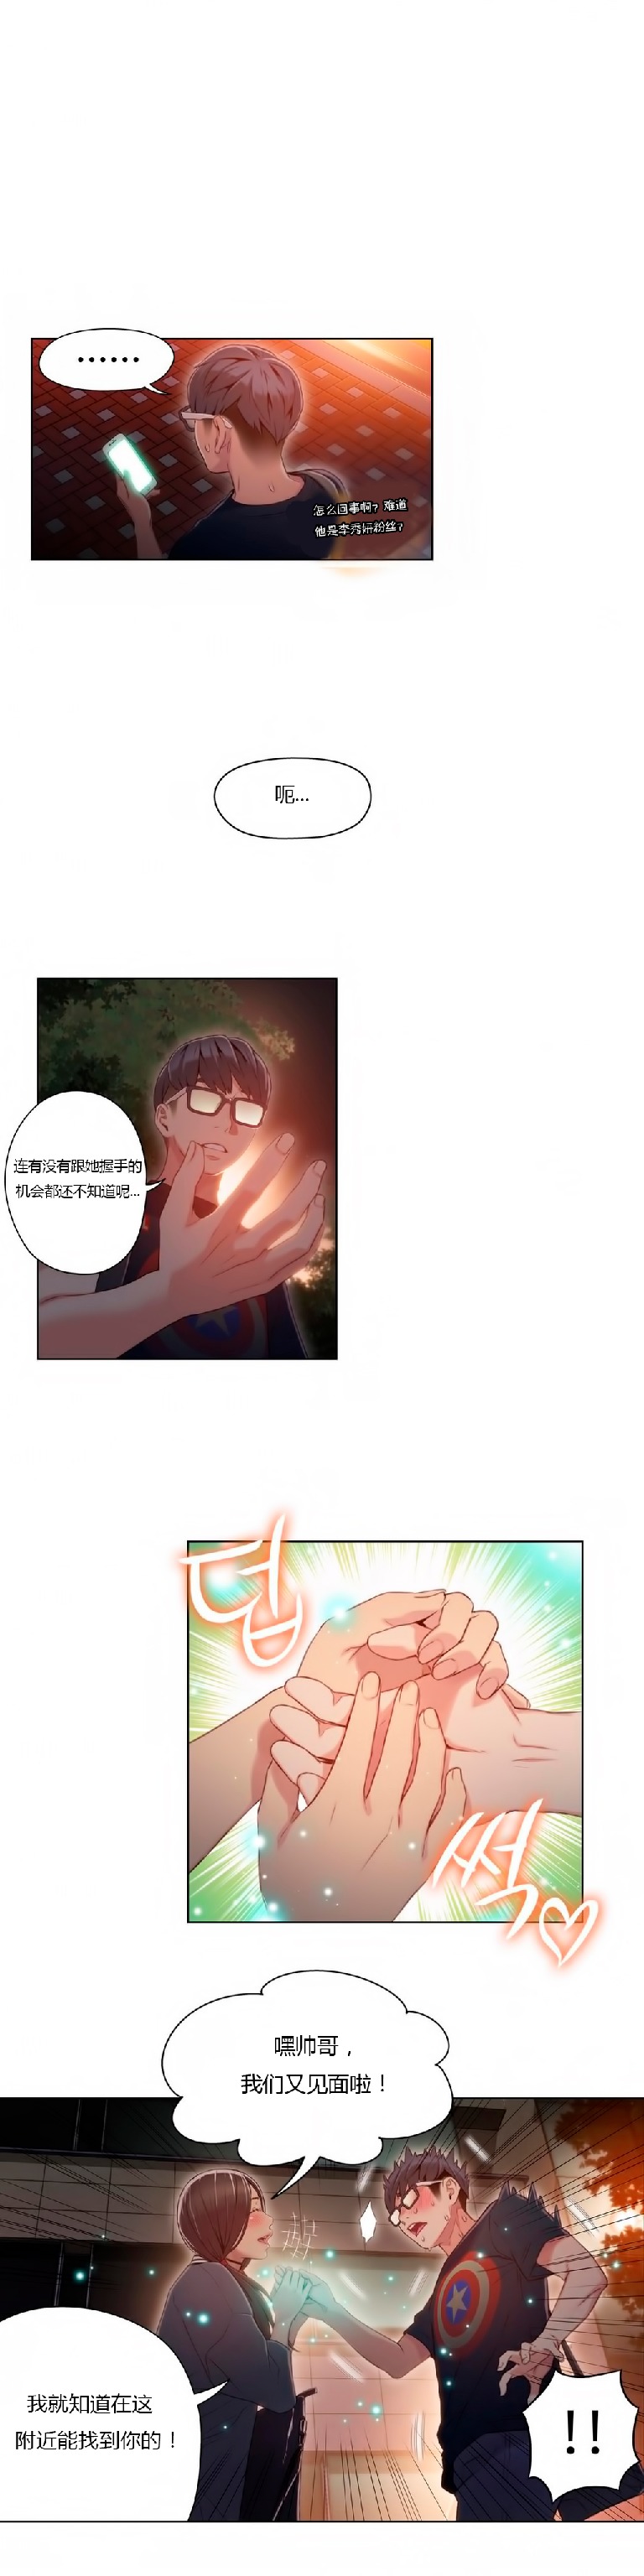 ......
怎么回事啊？难道
他是李秀妍粉丝？
呃...
连有没有跟她握手的
机会都还不知道呢...
덥
썩♡
嘿帅哥，
我们又见面啦！
我就知道在这
附近能找到你的！
!!